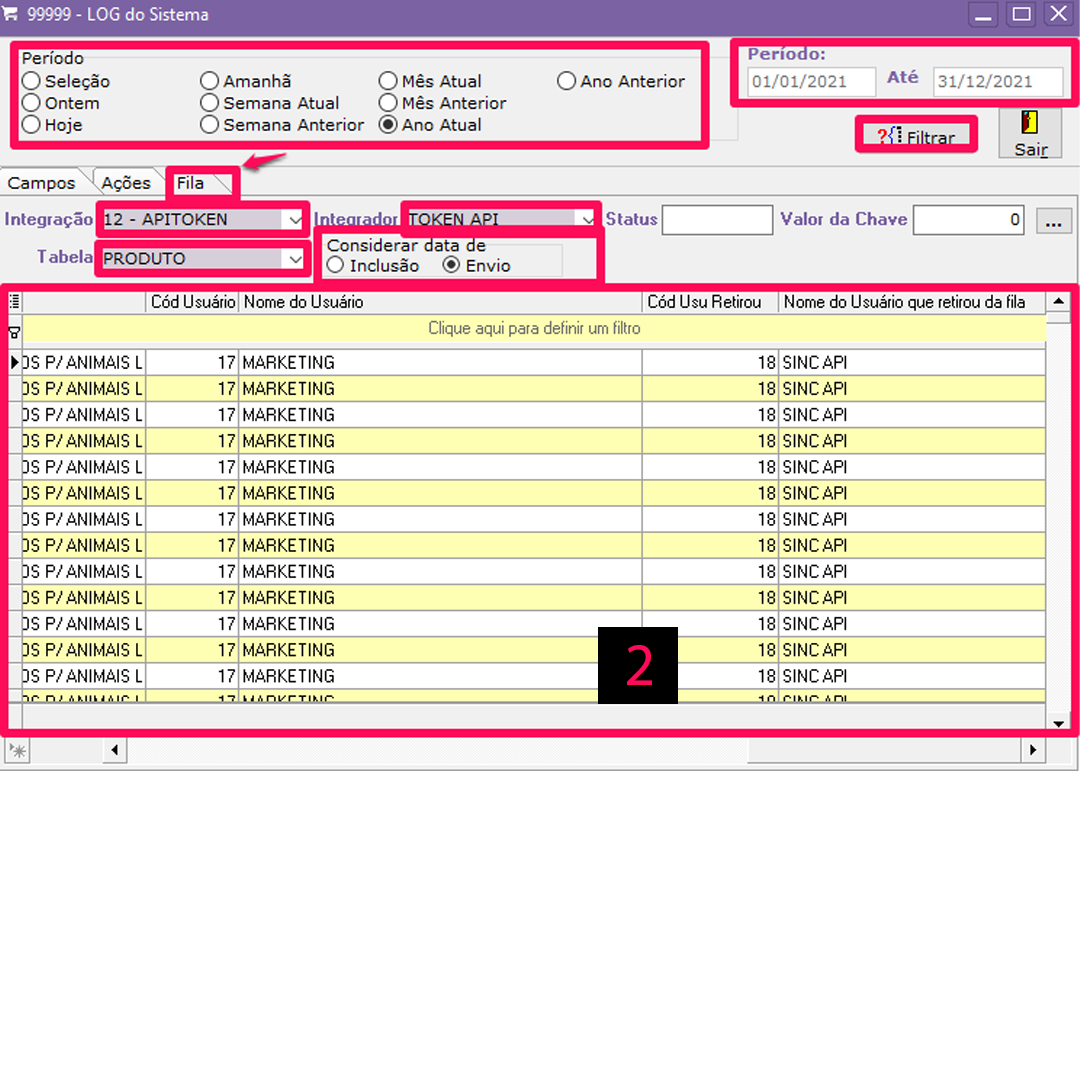 99999 - LOG do Sistema
Período
Seleção Amanhã Mês Atual Ano Anterior
Ontem Semana Atual Mês Anterior
Hoje Semana Anterior Ano Atual
Período:
01/01/2021 Até 31/12/2021
Filtrar
Sair
Campos Ações Fila
Integração 12 - APITOKEN Integrador TOKEN API Status Valor da Chave 0 ...
Tabela PRODUTO
Considerar data de
Inclusão Envio
Cód Usuário Nome do Usuário Cód Usu Retirou Nome do Usuário que retirou da fila
Clique aqui para definir um filtro
OS P/ ANIMAIS L 17 MARKETING 18 SINC API
OS P/ ANIMAIS L 17 MARKETING 18 SINC API
OS P/ ANIMAIS L 17 MARKETING 18 SINC API
OS P/ ANIMAIS L 17 MARKETING 18 SINC API
OS P/ ANIMAIS L 17 MARKETING 18 SINC API
OS P/ ANIMAIS L 17 MARKETING 18 SINC API
OS P/ ANIMAIS L 17 MARKETING 18 SINC API
OS P/ ANIMAIS L 17 MARKETING 18 SINC API
OS P/ ANIMAIS L 17 MARKETING 18 SINC API
OS P/ ANIMAIS L 17 MARKETING 18 SINC API
OS P/ ANIMAIS L 17 MARKETING 18 SINC API
OS P/ ANIMAIS L 17 MARKETING 18 SINC API
OS P/ ANIMAIS L 17 MARKETING 18 SINC API
2